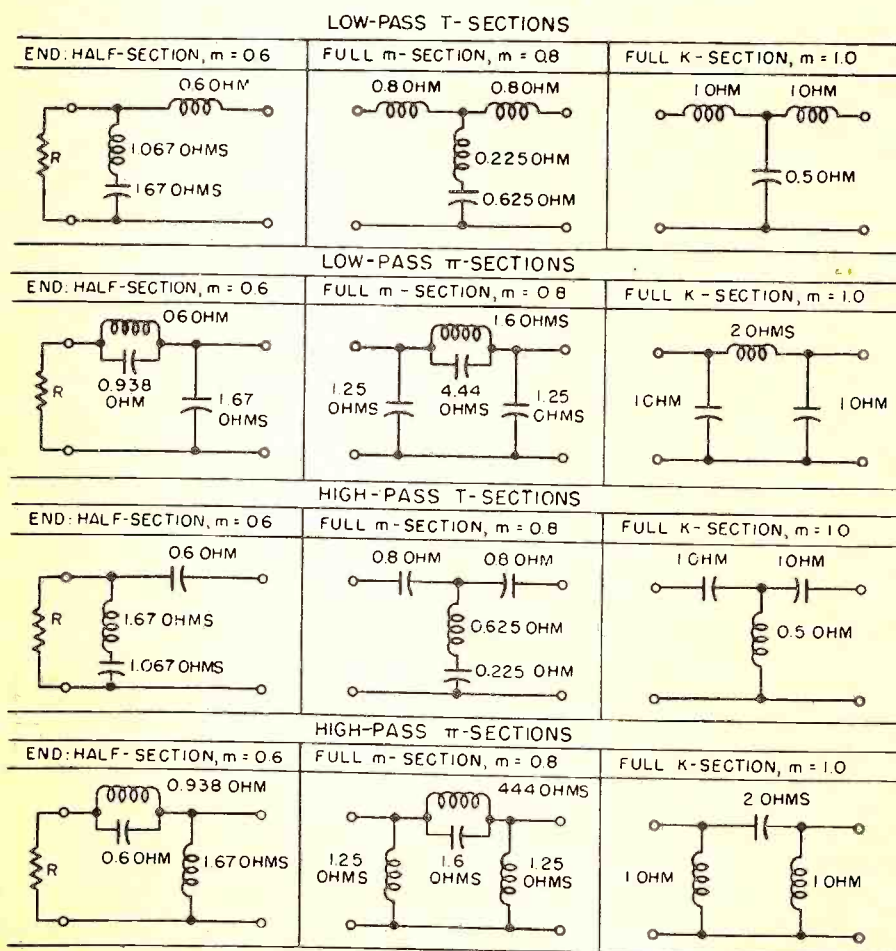 LOW-PASS T-SECTIONS
END: HALF-SECTION, m = 0.6
FULL m-SECTION, m = 0.8
FULL K-SECTION, m = 1.0
0.6 OHM
R
1.067 OHMS
1.67 OHMS
0.8 OHM
0.8 OHM
0.225 OHM
0.625 OHM
1 OHM
1 OHM
0.5 OHM
LOW-PASS π-SECTIONS
END: HALF-SECTION, m = 0.6
FULL m-SECTION, m = 0.8
FULL K-SECTION, m = 1.0
0.6 OHM
R
0.938
OHM
1.67
OHMS
1.6 OHMS
1.25
OHMS
4.44
OHMS
1.25
OHMS
2 OHMS
1 OHM
1 OHM
HIGH-PASS T-SECTIONS
END: HALF-SECTION, m = 0.6
FULL m-SECTION, m = 0.8
FULL K-SECTION, m = 1.0
0.6 OHM
R
1.67 OHMS
1.067 OHMS
0.8 OHM
0.8 OHM
0.625 OHM
0.225 OHM
1 OHM
1 OHM
0.5 OHM
HIGH-PASS π-SECTIONS
END: HALF-SECTION, m = 0.6
FULL m-SECTION, m = 0.8
FULL K-SECTION, m = 1.0
0.938 OHM
R
0.6 OHM
1.67 OHMS
4.44 OHMS
1.25
OHMS
1.6
OHMS
1.25
OHMS
2 OHMS
1 OHM
1 OHM